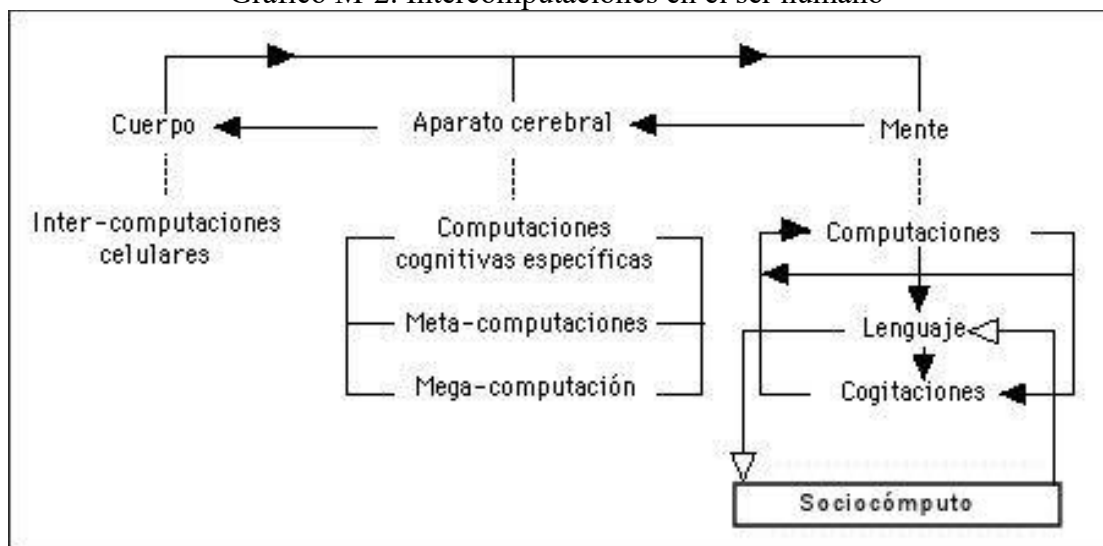 Gráfico M-2. Intercomputaciones en el ser humano
Cuerpo
Aparato cerebral
Mente
Inter-computaciones
celulares
Computaciones
cognitivas específicas
Meta-computaciones
Mega-computación
Computaciones
Lenguaje
Cogitaciones
Sociocómputo